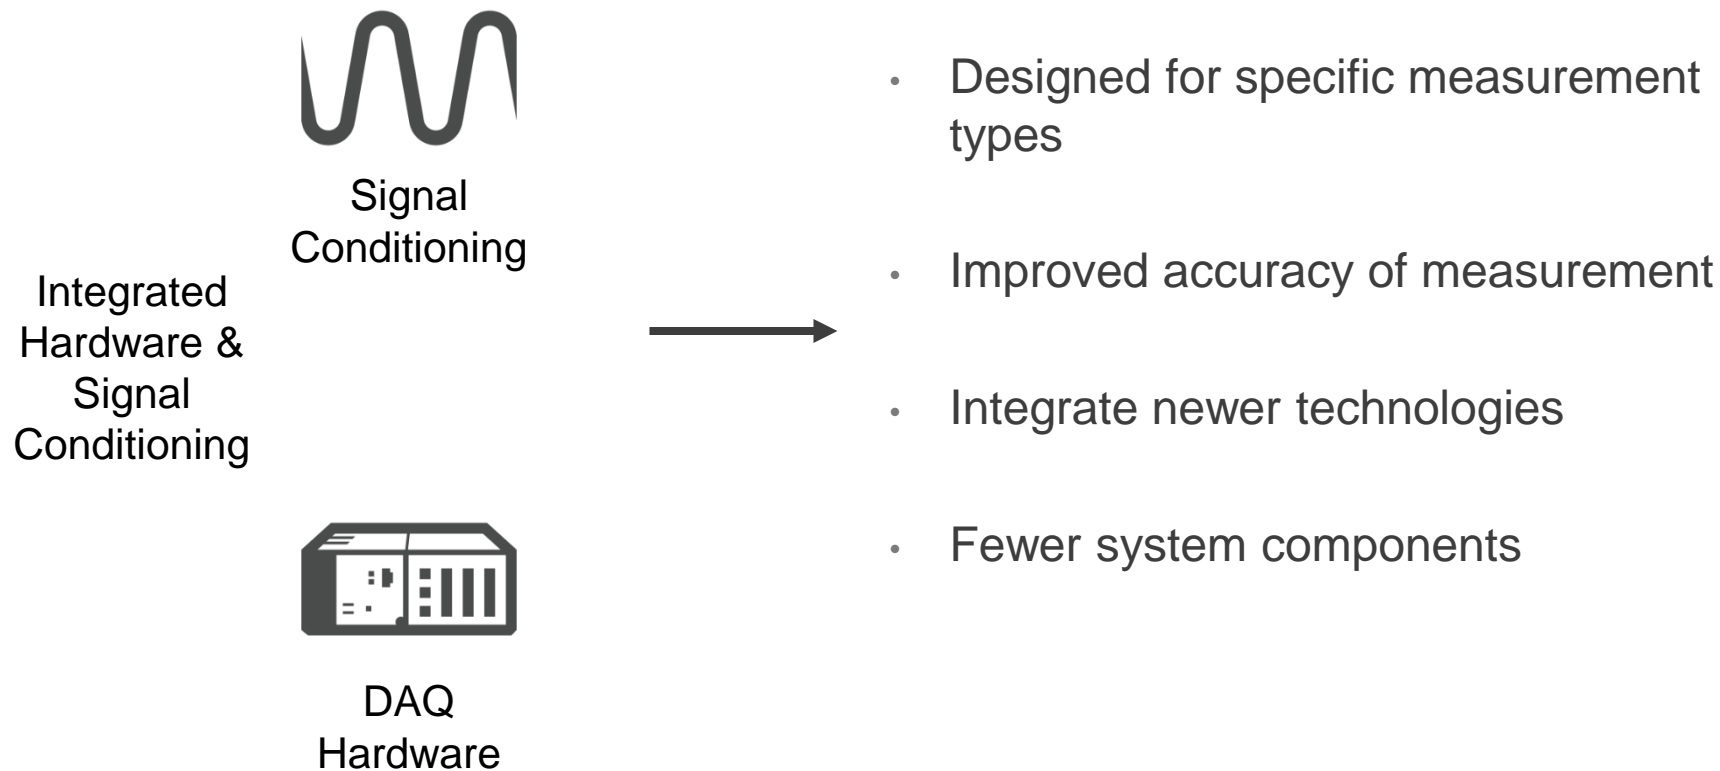 Signal
Conditioning
Integrated
Hardware &
Signal
Conditioning
DAQ
Hardware
• Designed for specific measurement
types
• Improved accuracy of measurement
• Integrate newer technologies
• Fewer system components